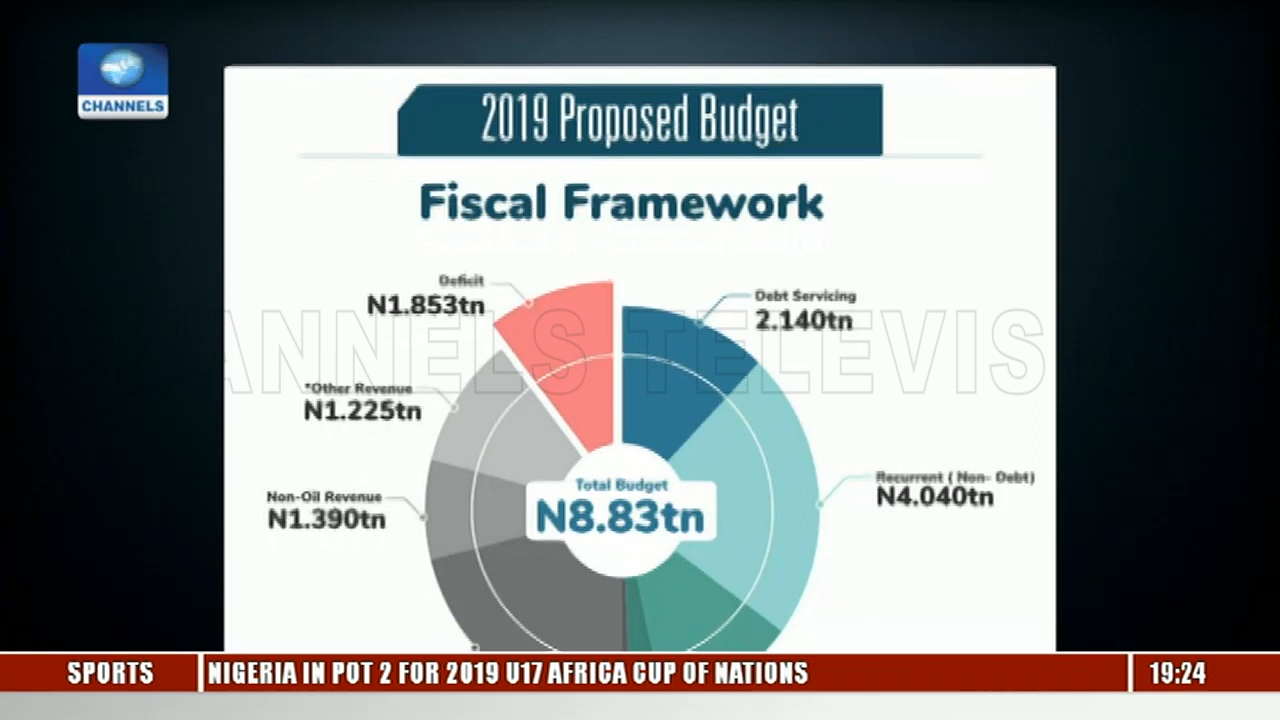 CHANNELS
2019 Proposed Budget
Fiscal Framework
Deficit
N1.853tn
Debt Servicing
2.140tn
ANNELS TELEVIS
*Other Revenue
N1.225tn
Recurrent ( Non- Debt)
N4.040tn
Non-Oil Revenue
N1.390tn
Total Budget
N8.83tn
SPORTS
NIGERIA IN POT 2 FOR 2019 U17 AFRICA CUP OF NATIONS
19:24